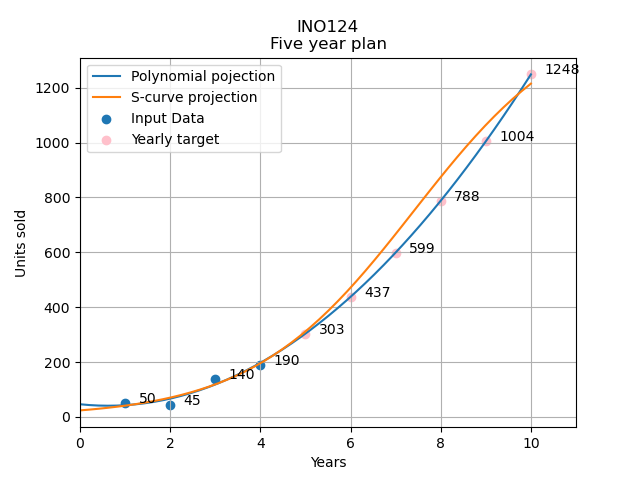 INO124
Five year plan
Polynomial pojection
S-curve projection
Input Data
Yearly target
Units sold
1200
1000
800
600
400
200
0
50
45
140
190
303
437
599
788
1004
1248
0 2 4 6 8 10
Years